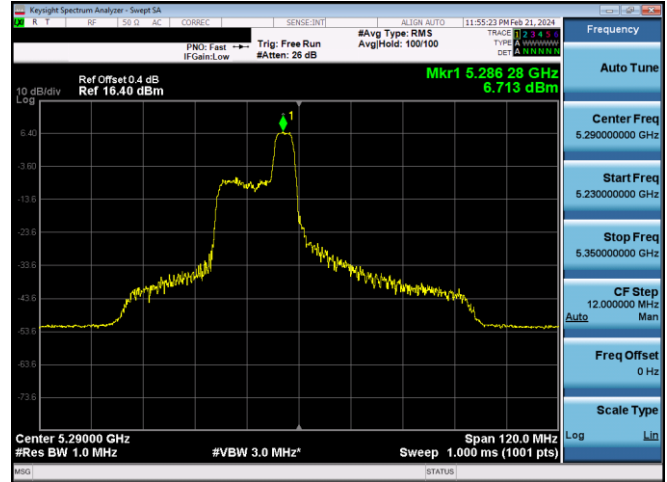 Keysight Spectrum Analyzer - Swept SA
LXI R T RF 50 Ω AC CORREC SENSE:INT ALIGN AUTO 11:55:23 PM Feb 21, 2024
#Avg Type: RMS TRACE 1 2 3 4 5 6
PNO: Fast Trig: Free Run Avg|Hold: 100/100 TYPE A WWWWW
IFGain:Low #Atten: 26 dB DET A N N N N N
Frequency
Auto Tune
Mkr1 5.286 28 GHz
6.713 dBm
Ref Offset 0.4 dB
10 dB/div Ref 16.40 dBm
Log
1
6.40
-3.60
-13.6
-23.6
-33.6
-43.6
-53.6
-63.6
-73.6
Center Freq
5.290000000 GHz
Start Freq
5.230000000 GHz
Stop Freq
5.350000000 GHz
CF Step
12.000000 MHz
Auto Man
Freq Offset
0 Hz
Scale Type
Log Lin
Center 5.29000 GHz Span 120.0 MHz
#Res BW 1.0 MHz #VBW 3.0 MHz* Sweep 1.000 ms (1001 pts)
MSG STATUS